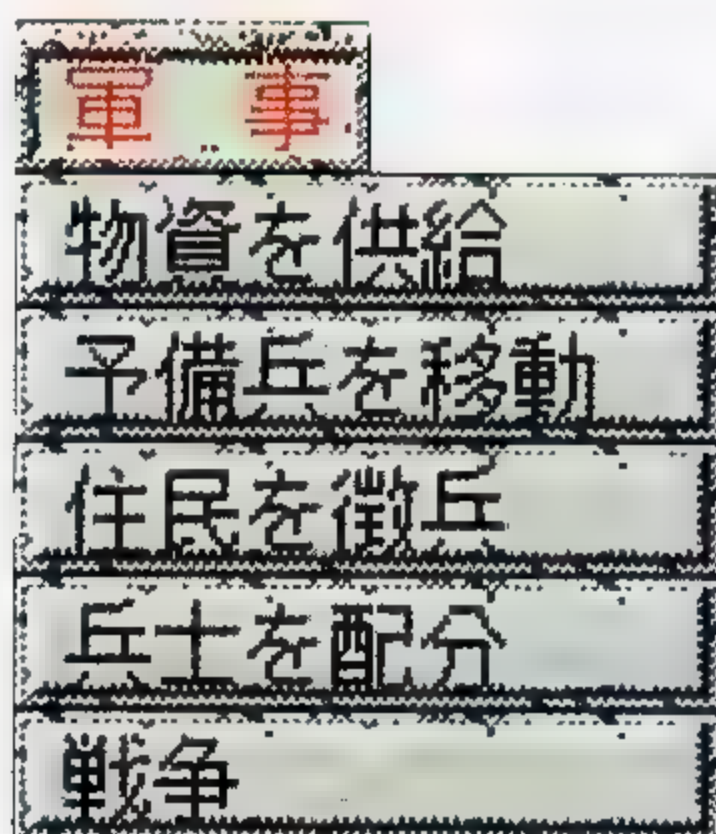 軍　事
物資を供給
予備兵を移動
住民を徴兵
兵士を配分
戦争